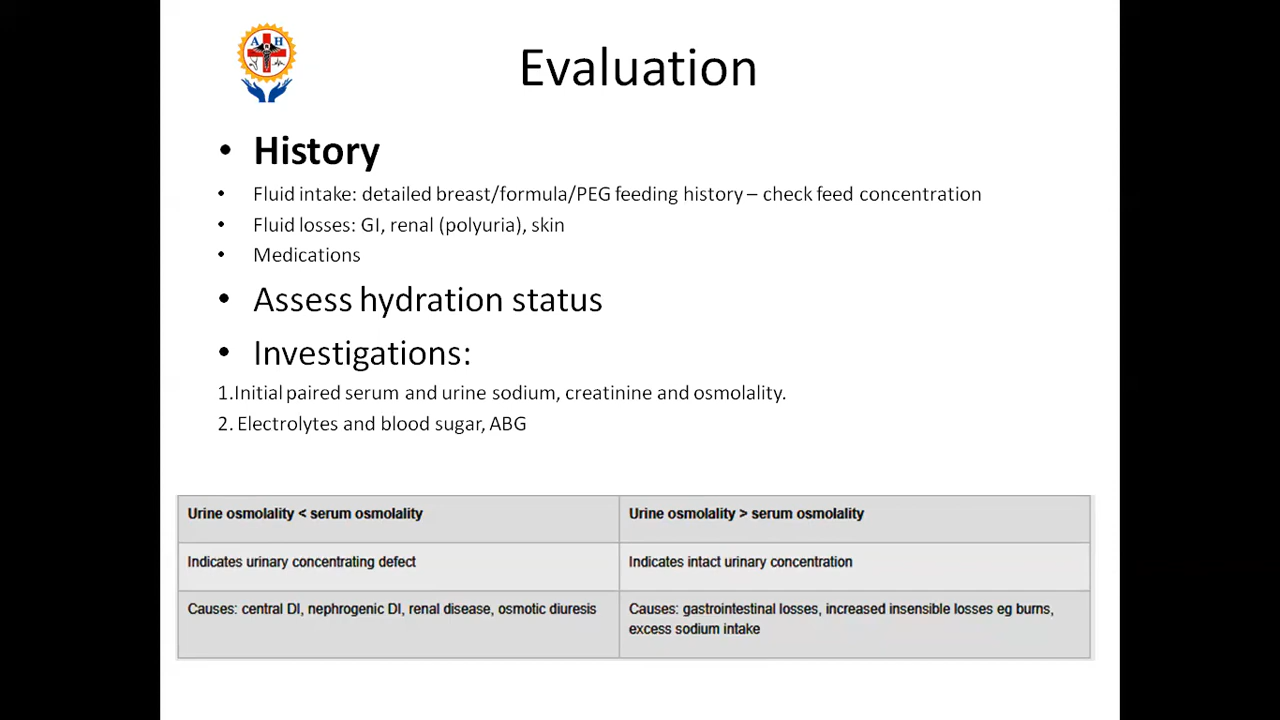 A H
Evaluation
• History
• Fluid intake: detailed breast/formula/PEG feeding history – check feed concentration
• Fluid losses: GI, renal (polyuria), skin
• Medications
• Assess hydration status
• Investigations:
1.Initial paired serum and urine sodium, creatinine and osmolality.
2. Electrolytes and blood sugar, ABG
Urine osmolality < serum osmolality
Urine osmolality > serum osmolality
Indicates urinary concentrating defect
Indicates intact urinary concentration
Causes: central DI, nephrogenic DI, renal disease, osmotic diuresis
Causes: gastrointestinal losses, increased insensible losses eg burns,
excess sodium intake